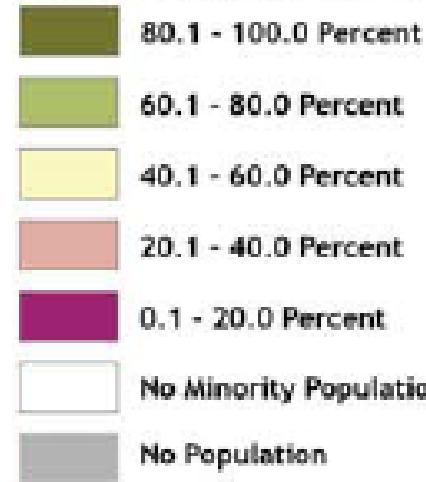 80.1 - 100.0 Percent
60.1 - 80.0 Percent
40.1 - 60.0 Percent
20.1 - 40.0 Percent
0.1 - 20.0 Percent
No Minority Populatio
No Population